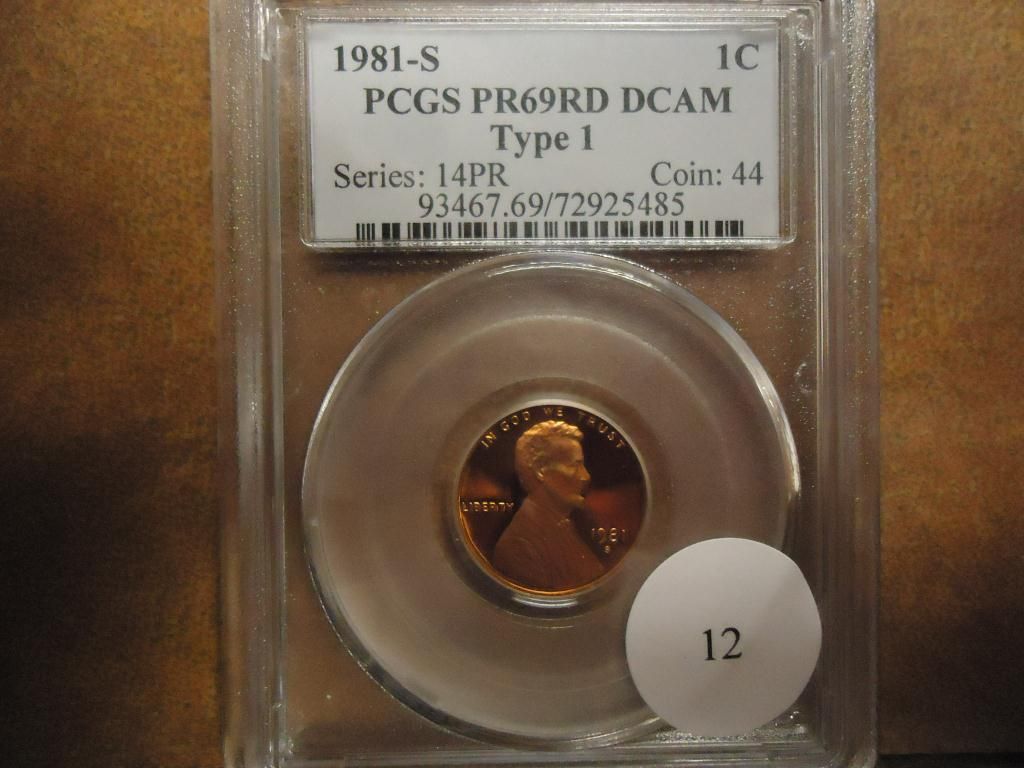 1981-S 1C
PCGS PR69RD DCAM
Type 1
Series: 14PR Coin: 44
93467.69/72925485
IN GOD WE TRUST
LIBERTY
1981
S
12